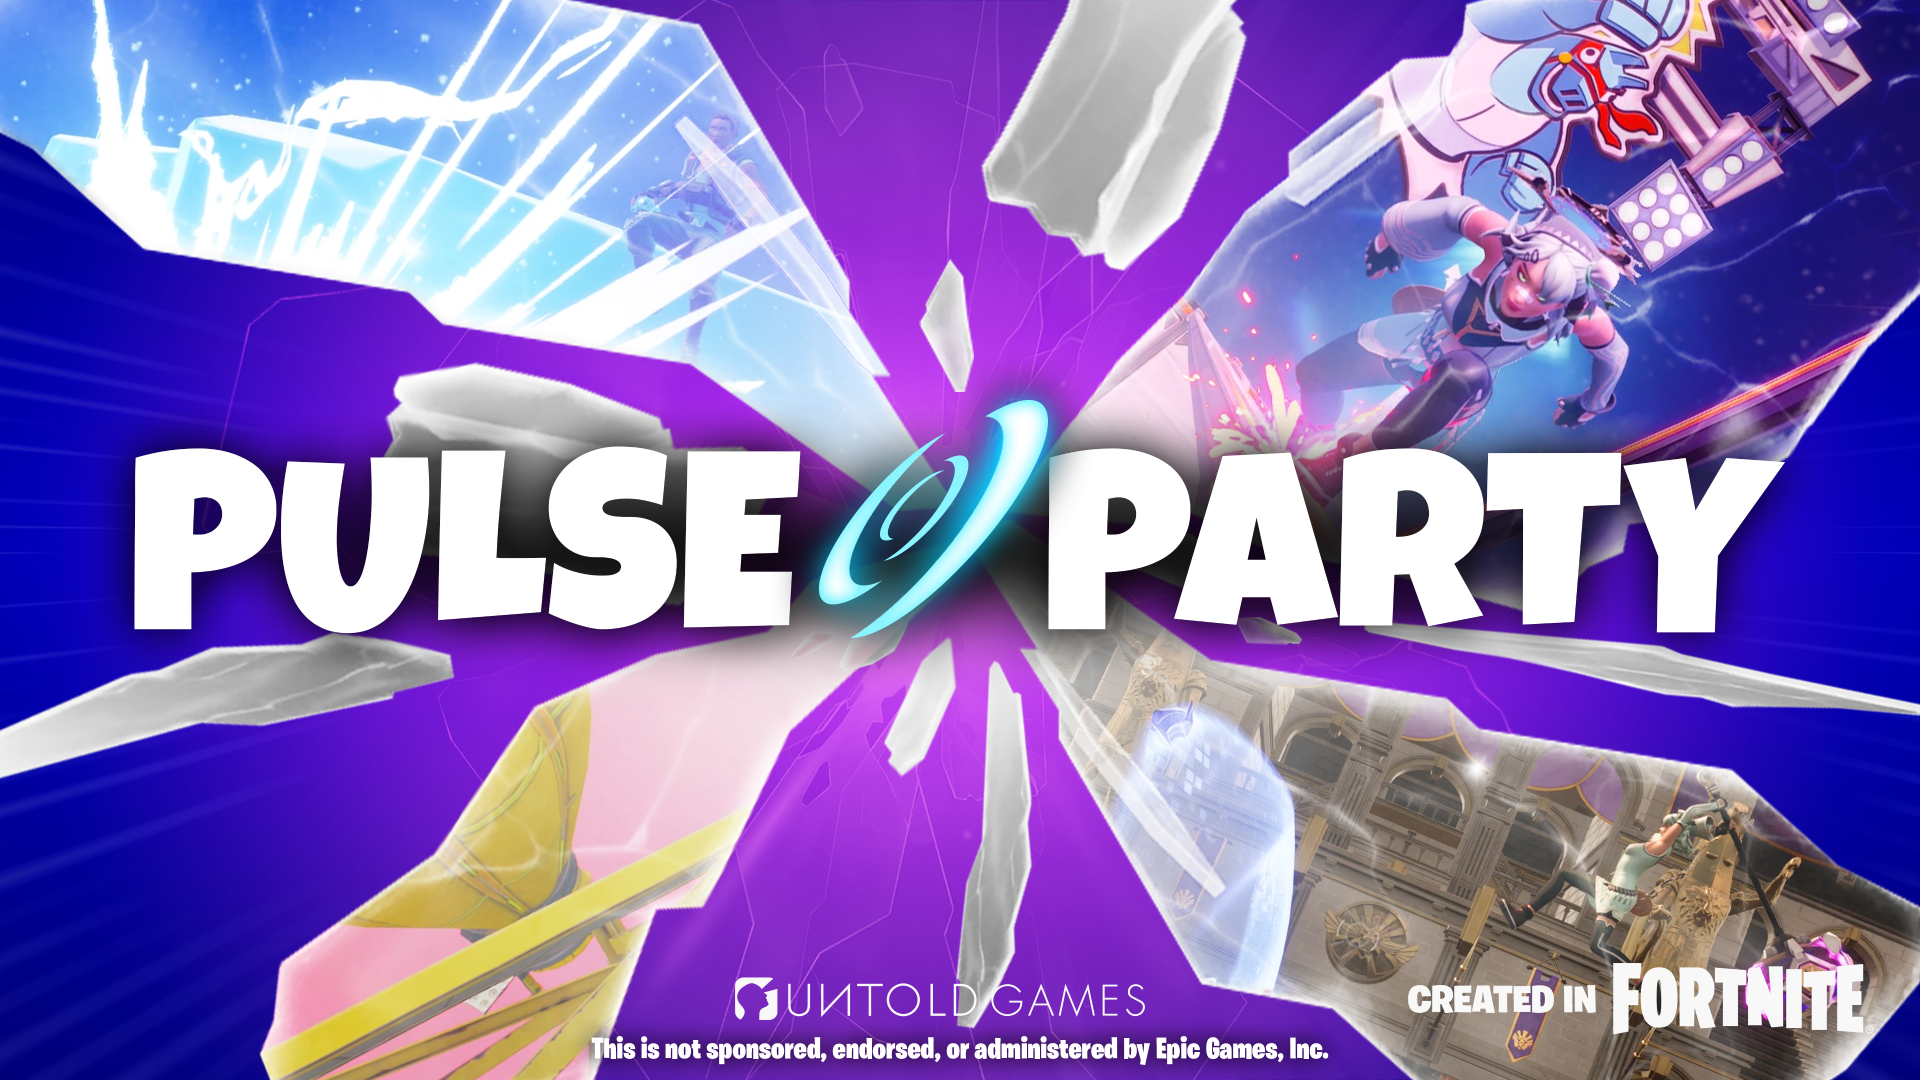 PULSE PARTY
UNTOLD GAMES
CREATED IN FORTNITE
This is not sponsored, endorsed, or administered by Epic Games, Inc.